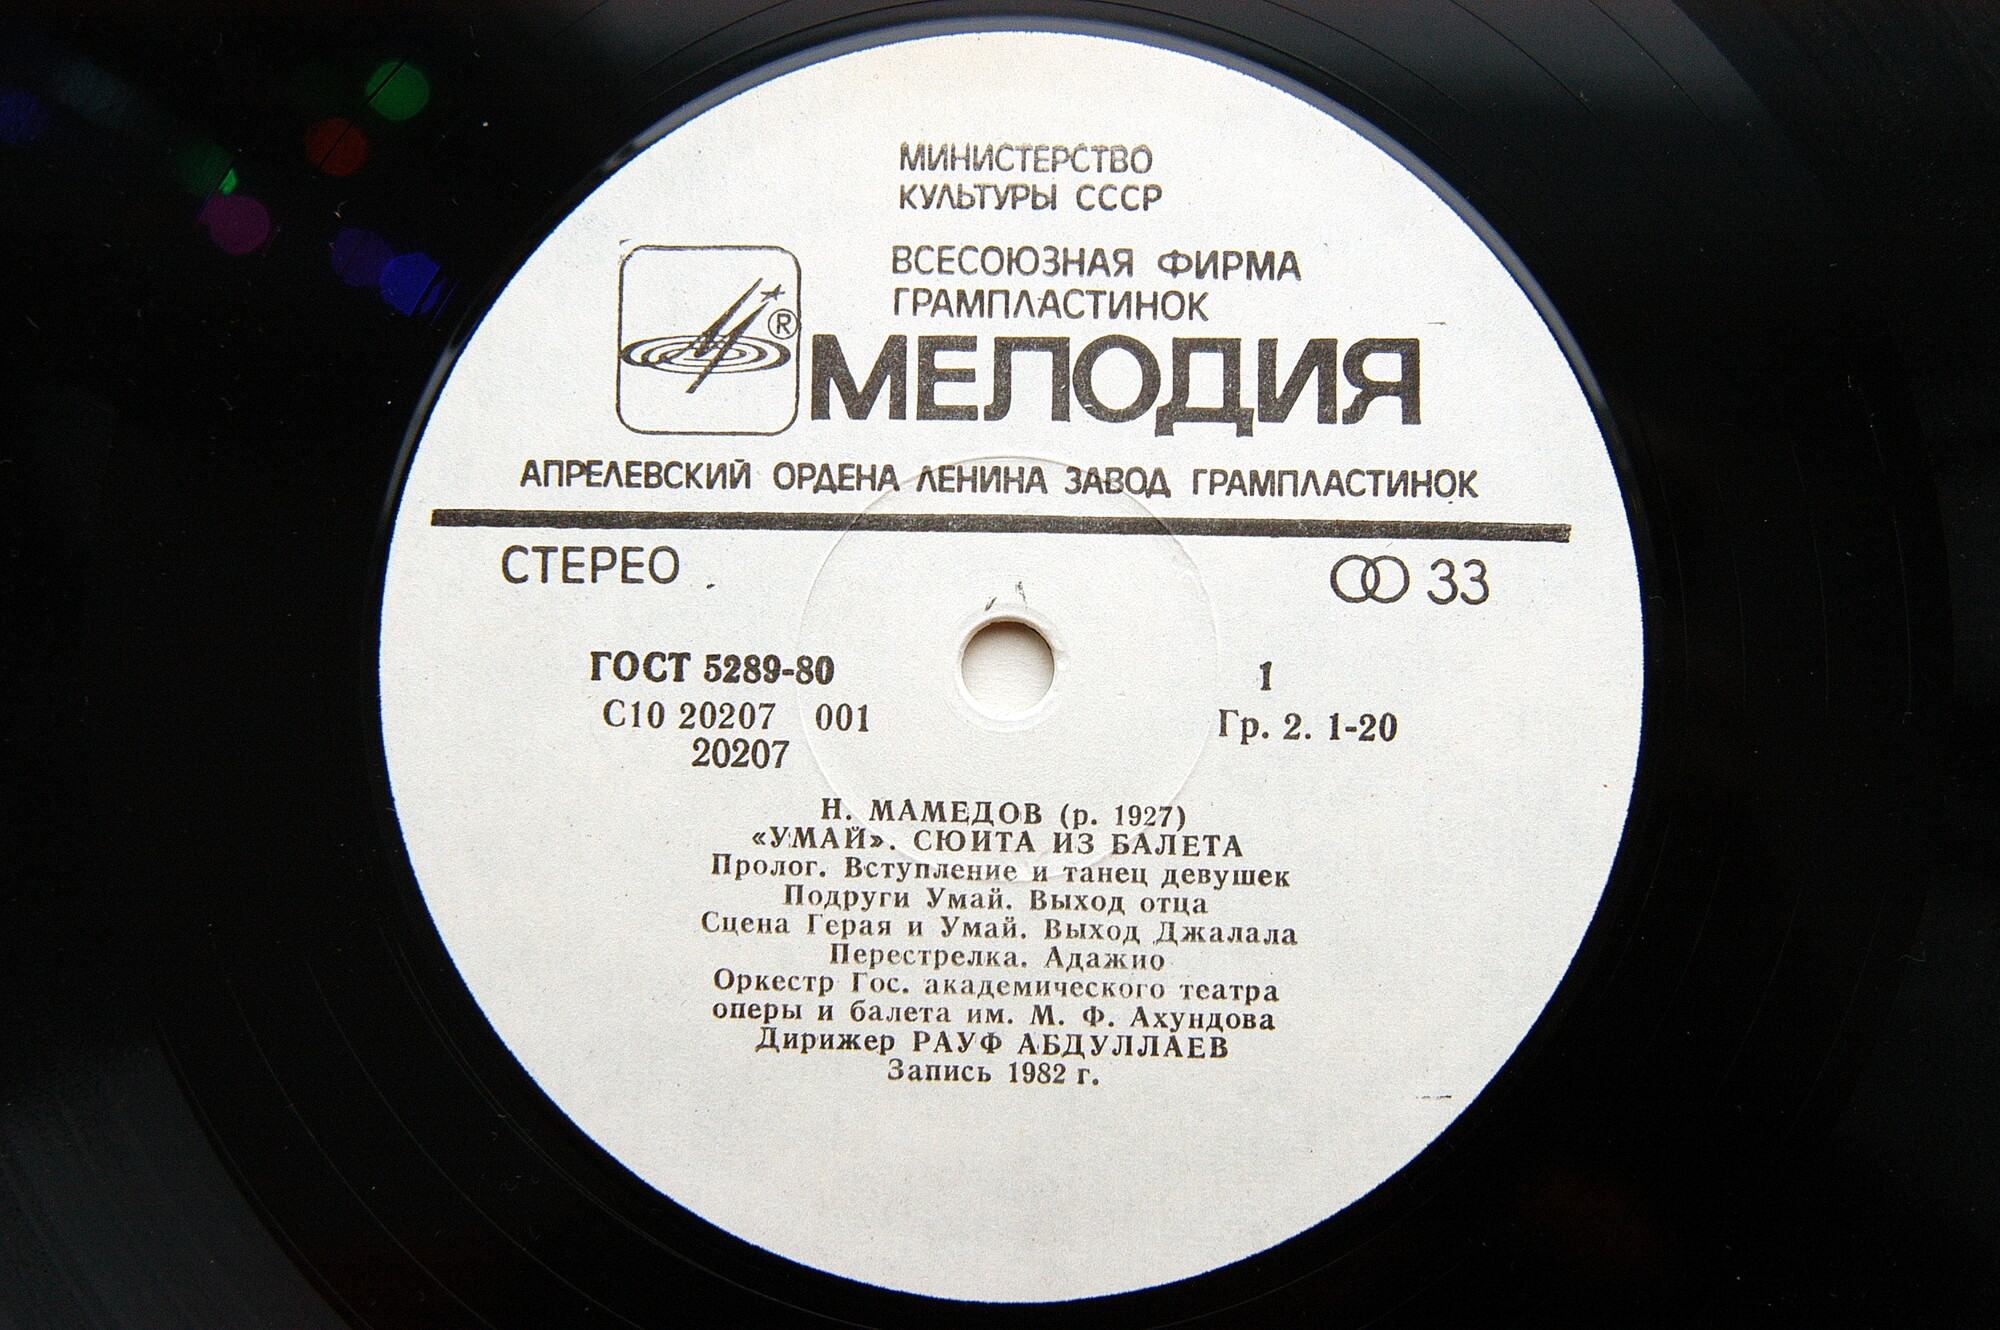 МИНИСТЕРСТВО
КУЛЬТУРЫ СССР
ВСЕСОЮЗНАЯ ФИРМА
ГРАМПЛАСТИНОК
®
МЕЛОДИЯ
АПРЕЛЕВСКИЙ ОРДЕНА ЛЕНИНА ЗАВОД ГРАМПЛАСТИНОК
СТЕРЕО 33
ГОСТ 5289-80 1
С10 20207 001 Гр. 2. 1-20
20207
Н. МАМЕДОВ (р. 1927)
«УМАЙ». СЮИТА ИЗ БАЛЕТА
Пролог. Вступление и танец девушек
Подруги Умай. Выход отца
Сцена Герая и Умай. Выход Джалала
Перестрелка. Адажио
Оркестр Гос. академического театра
оперы и балета им. М. Ф. Ахундова
Дирижер РАУФ АБДУЛЛАЕВ
Запись 1982 г.